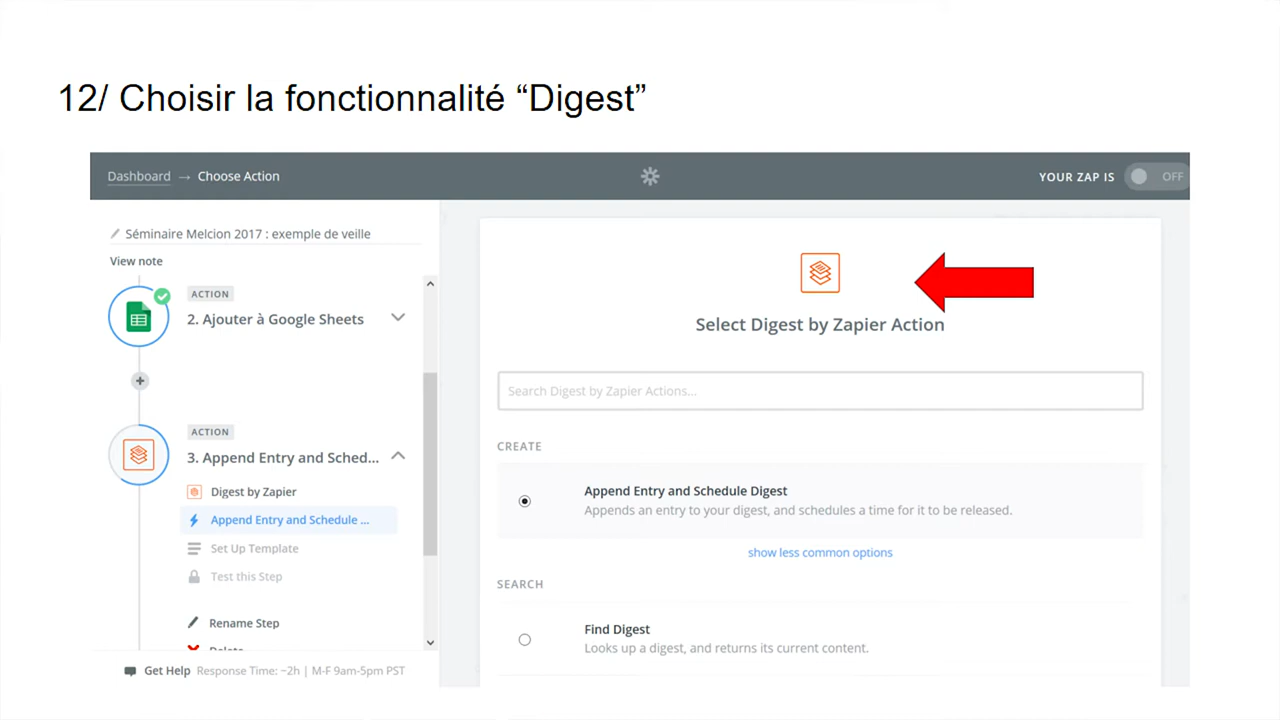 12/ Choisir la fonctionnalité “Digest”
Dashboard → Choose Action
YOUR ZAP IS OFF
Séminaire Melcion 2017 : exemple de veille
View note
ACTION
2. Ajouter à Google Sheets
ACTION
3. Append Entry and Sched...
Digest by Zapier
Append Entry and Schedule ...
Set Up Template
Test this Step
Rename Step
Delete
Get Help Response Time: ~2h | M-F 9am-5pm PST
Select Digest by Zapier Action
Search Digest by Zapier Actions...
CREATE
Append Entry and Schedule Digest
Appends an entry to your digest, and schedules a time for it to be released.
show less common options
SEARCH
Find Digest
Looks up a digest, and returns its current content.